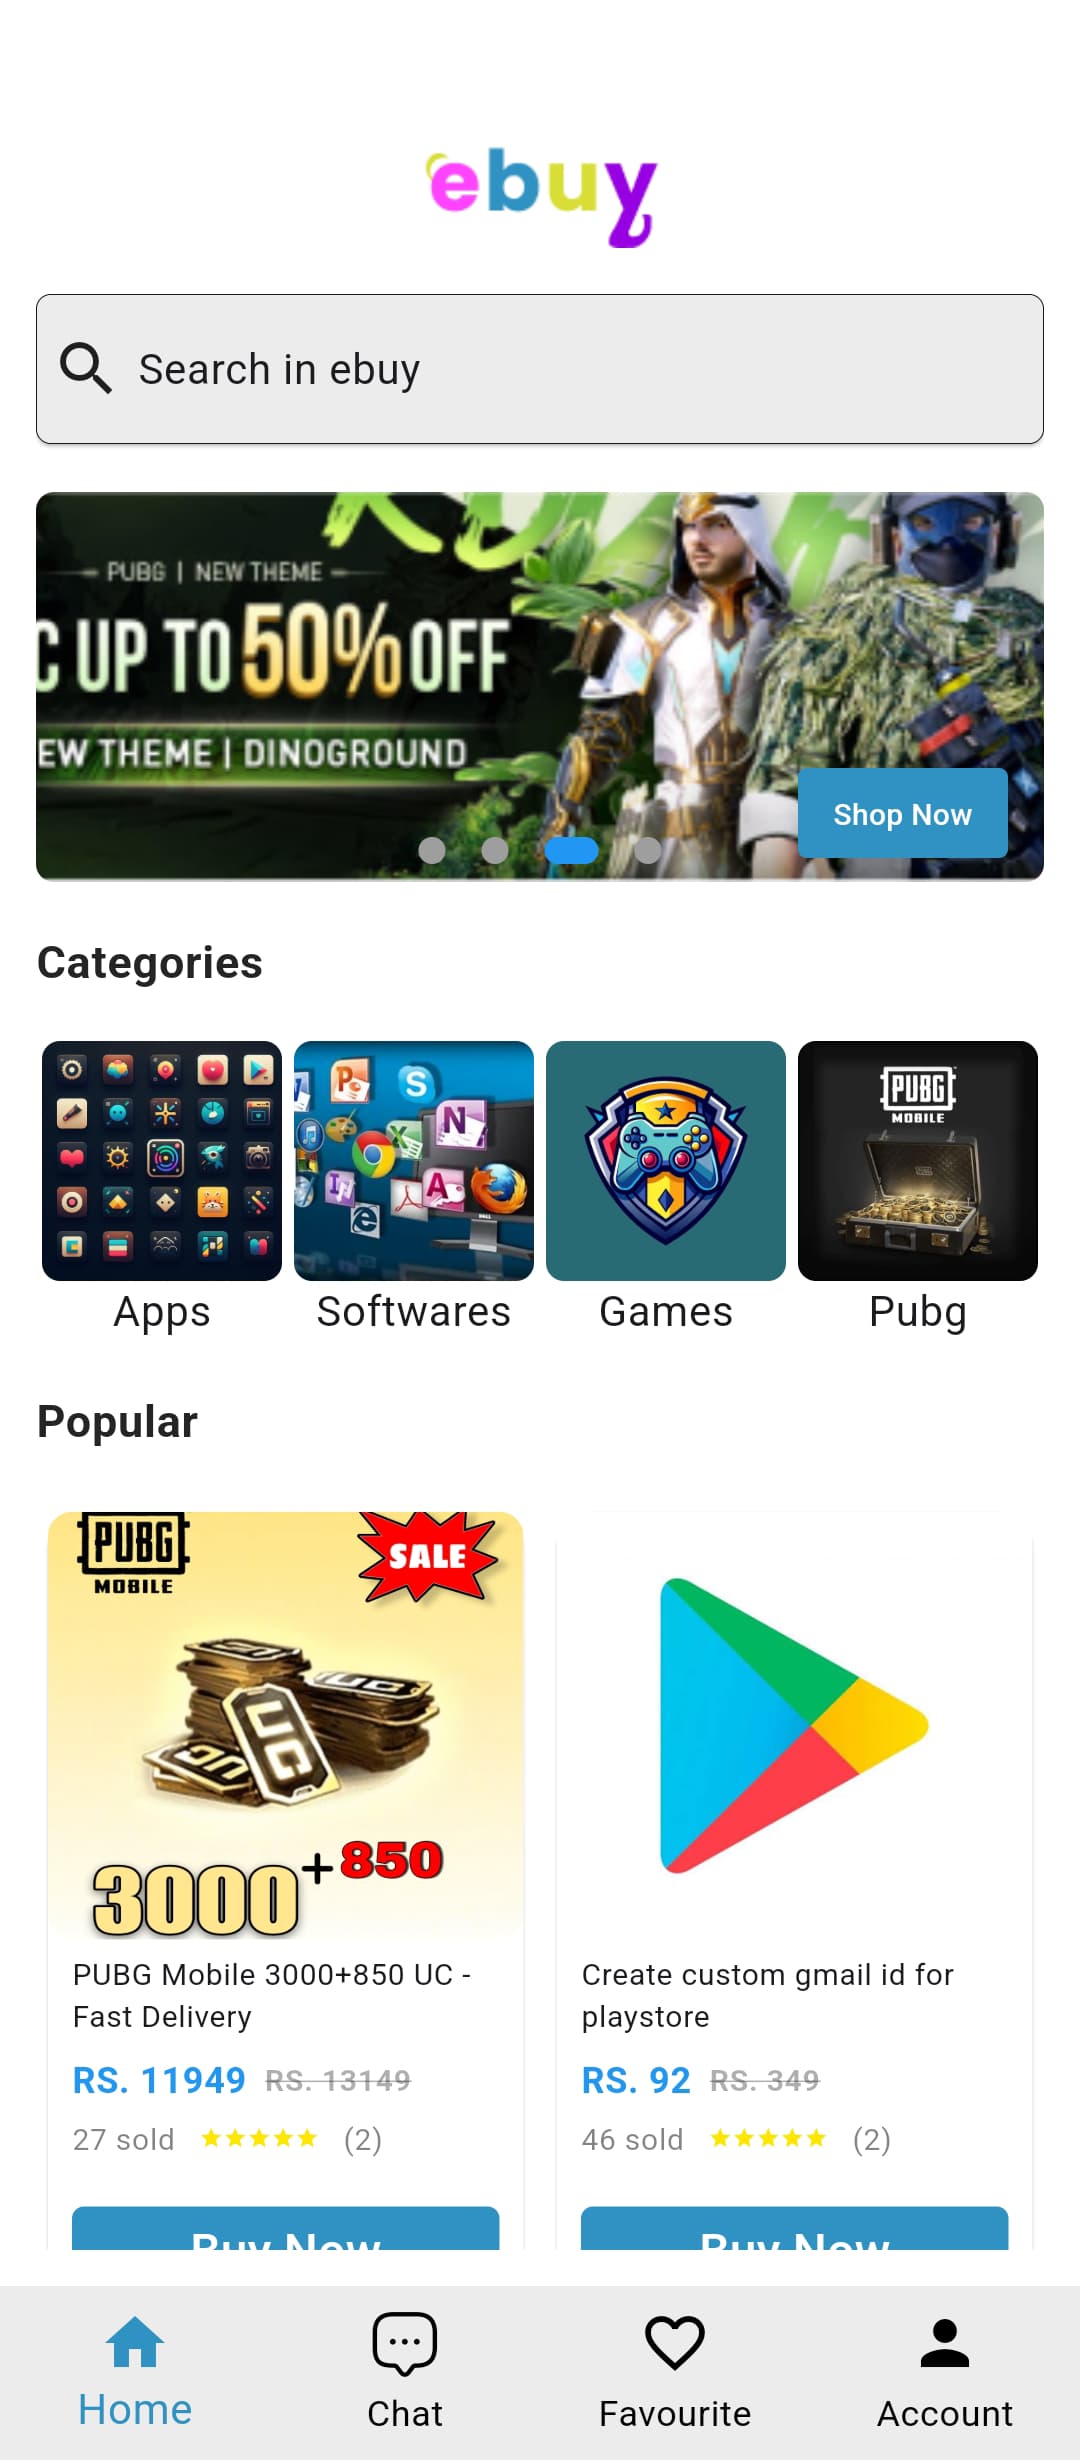 ebuy
Search in ebuy
PUBG | NEW THEME
C UP TO 50% OFF
EW THEME | DINOGROUND
Shop Now
Categories
PUBG
MOBILE
Apps
Softwares
Games
Pubg
Popular
PUBG
MOBILE
SALE
UC
3000+850
PUBG Mobile 3000+850 UC -
Fast Delivery
RS. 11949 RS. 13149
27 sold ★★★★★ (2)
Buy Now
Create custom gmail id for
playstore
RS. 92 RS. 349
46 sold ★★★★★ (2)
Buy Now
Home
Chat
Favourite
Account